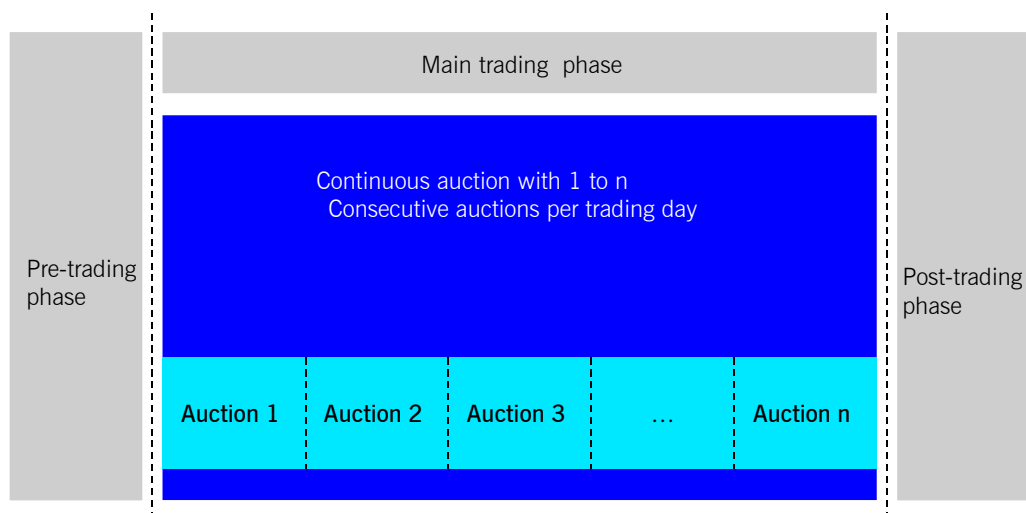 Main trading phase
Continuous auction with 1 to n
Consecutive auctions per trading day
Pre-trading
phase
Post-trading
phase
Auction 1
Auction 2
Auction 3
...
Auction n